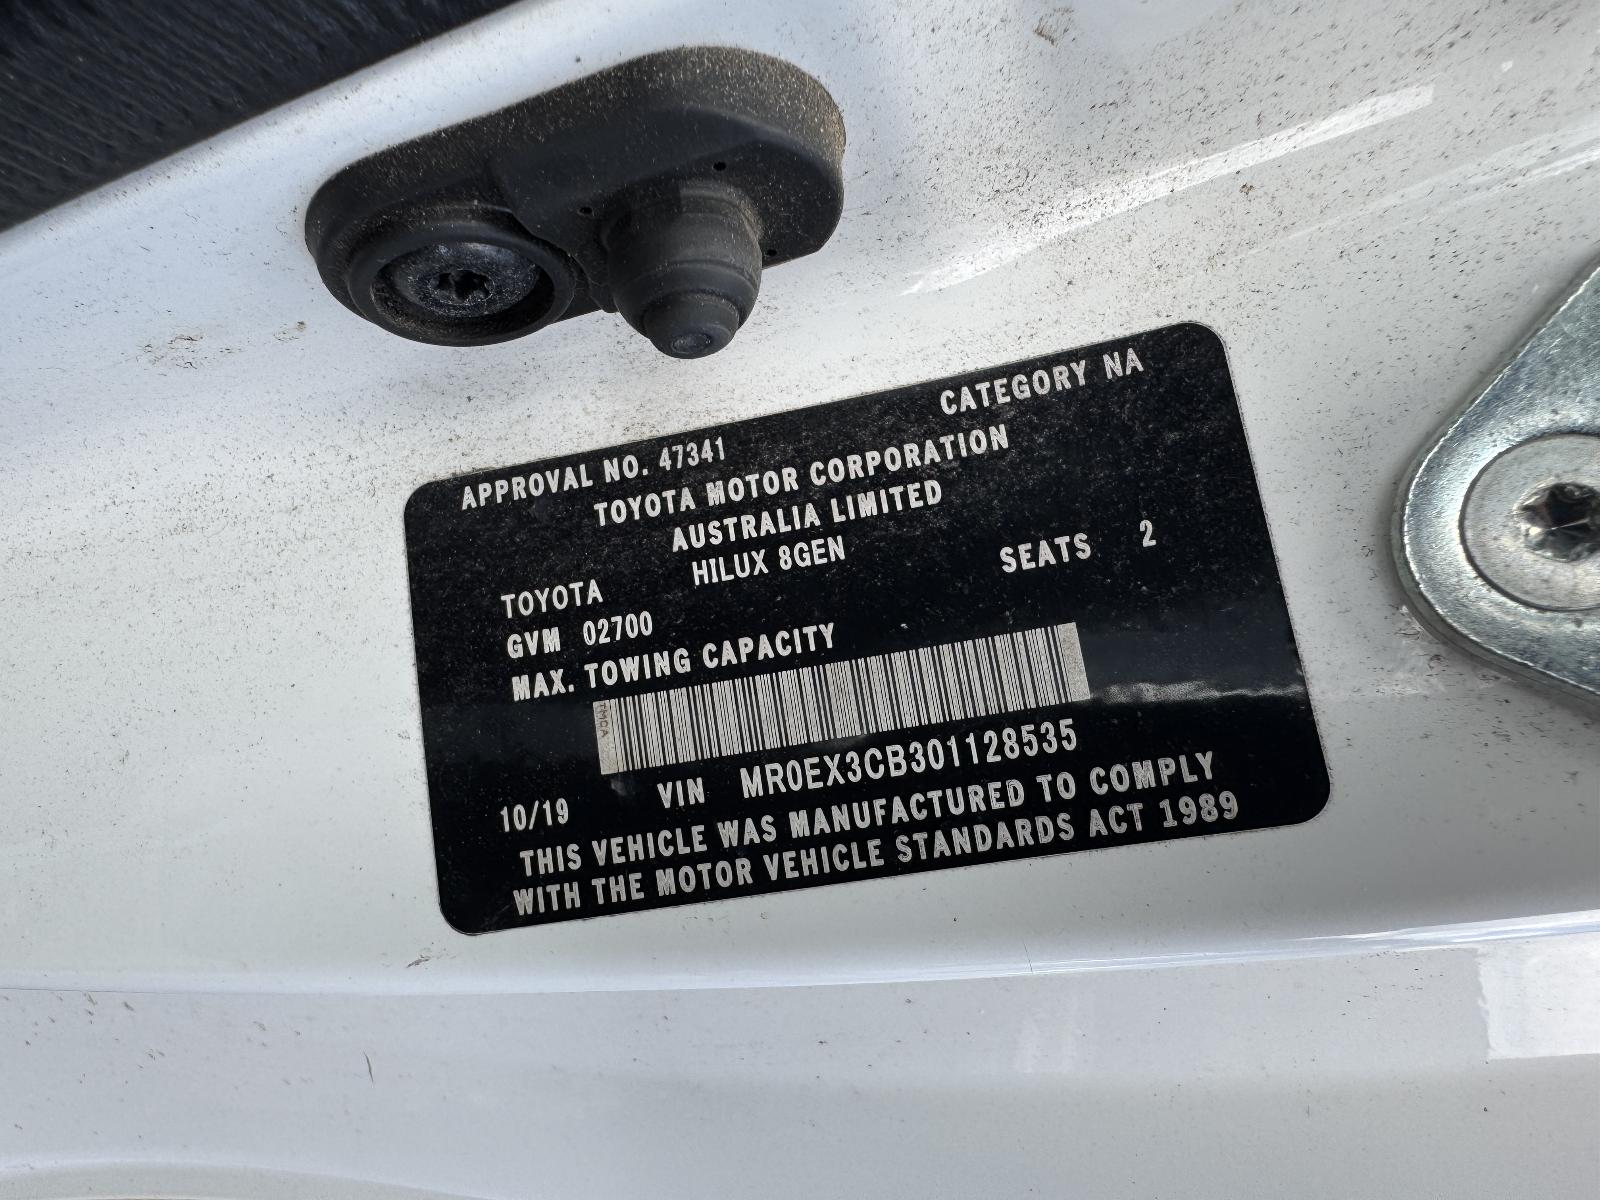 APPROVAL NO. 47341 CATEGORY NA
TOYOTA MOTOR CORPORATION
AUSTRALIA LIMITED
TOYOTA HILUX 8GEN SEATS 2
GVM 02700
MAX. TOWING CAPACITY
TMCA
10/19 VIN MR0EX3CB301128535
THIS VEHICLE WAS MANUFACTURED TO COMPLY
WITH THE MOTOR VEHICLE STANDARDS ACT 1989